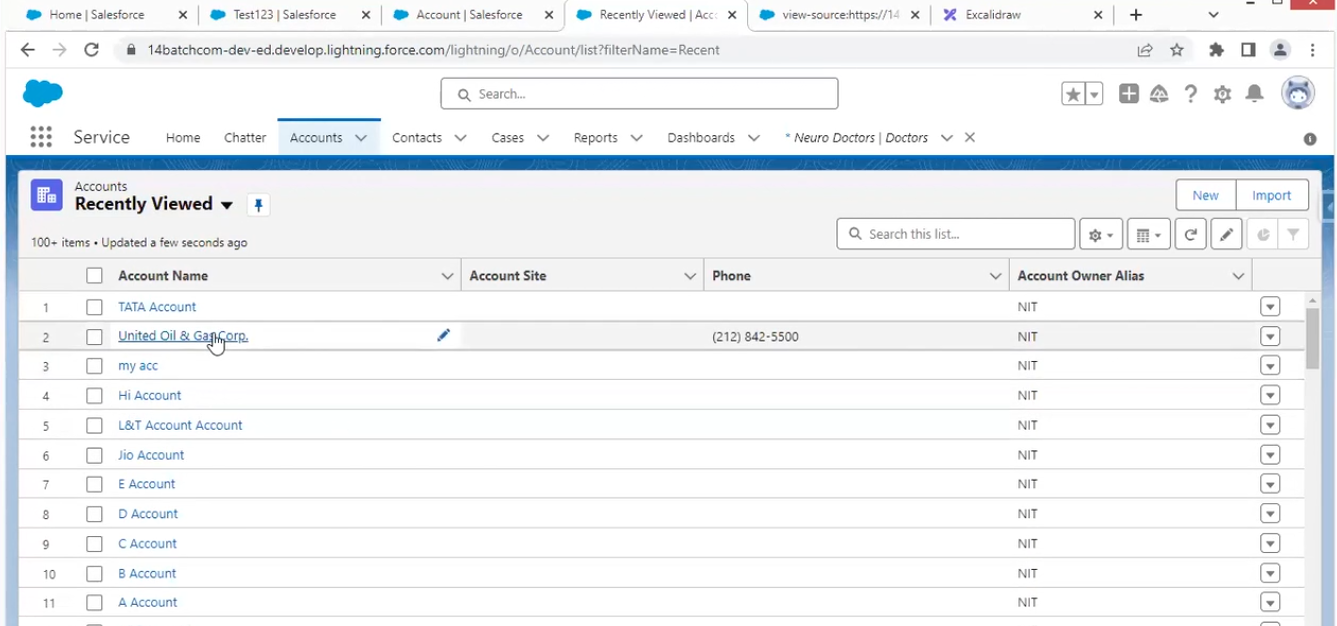 Home | Salesforce
Test123 | Salesforce
Account | Salesforce
Recently Viewed | Acc
view-source:https://14
Excalidraw
14batchcom-dev-ed.develop.lightning.force.com/lightning/o/Account/list?filterName=Recent
Search...
Service
Home
Chatter
Accounts
Contacts
Cases
Reports
Dashboards
* Neuro Doctors | Doctors
Accounts
Recently Viewed
New
Import
100+ items • Updated a few seconds ago
Search this list...
Account Name
Account Site
Phone
Account Owner Alias
1 TATA Account NIT
2 United Oil & Gas Corp. (212) 842-5500 NIT
3 my acc NIT
4 Hi Account NIT
5 L&T Account Account NIT
6 Jio Account NIT
7 E Account NIT
8 D Account NIT
9 C Account NIT
10 B Account NIT
11 A Account NIT